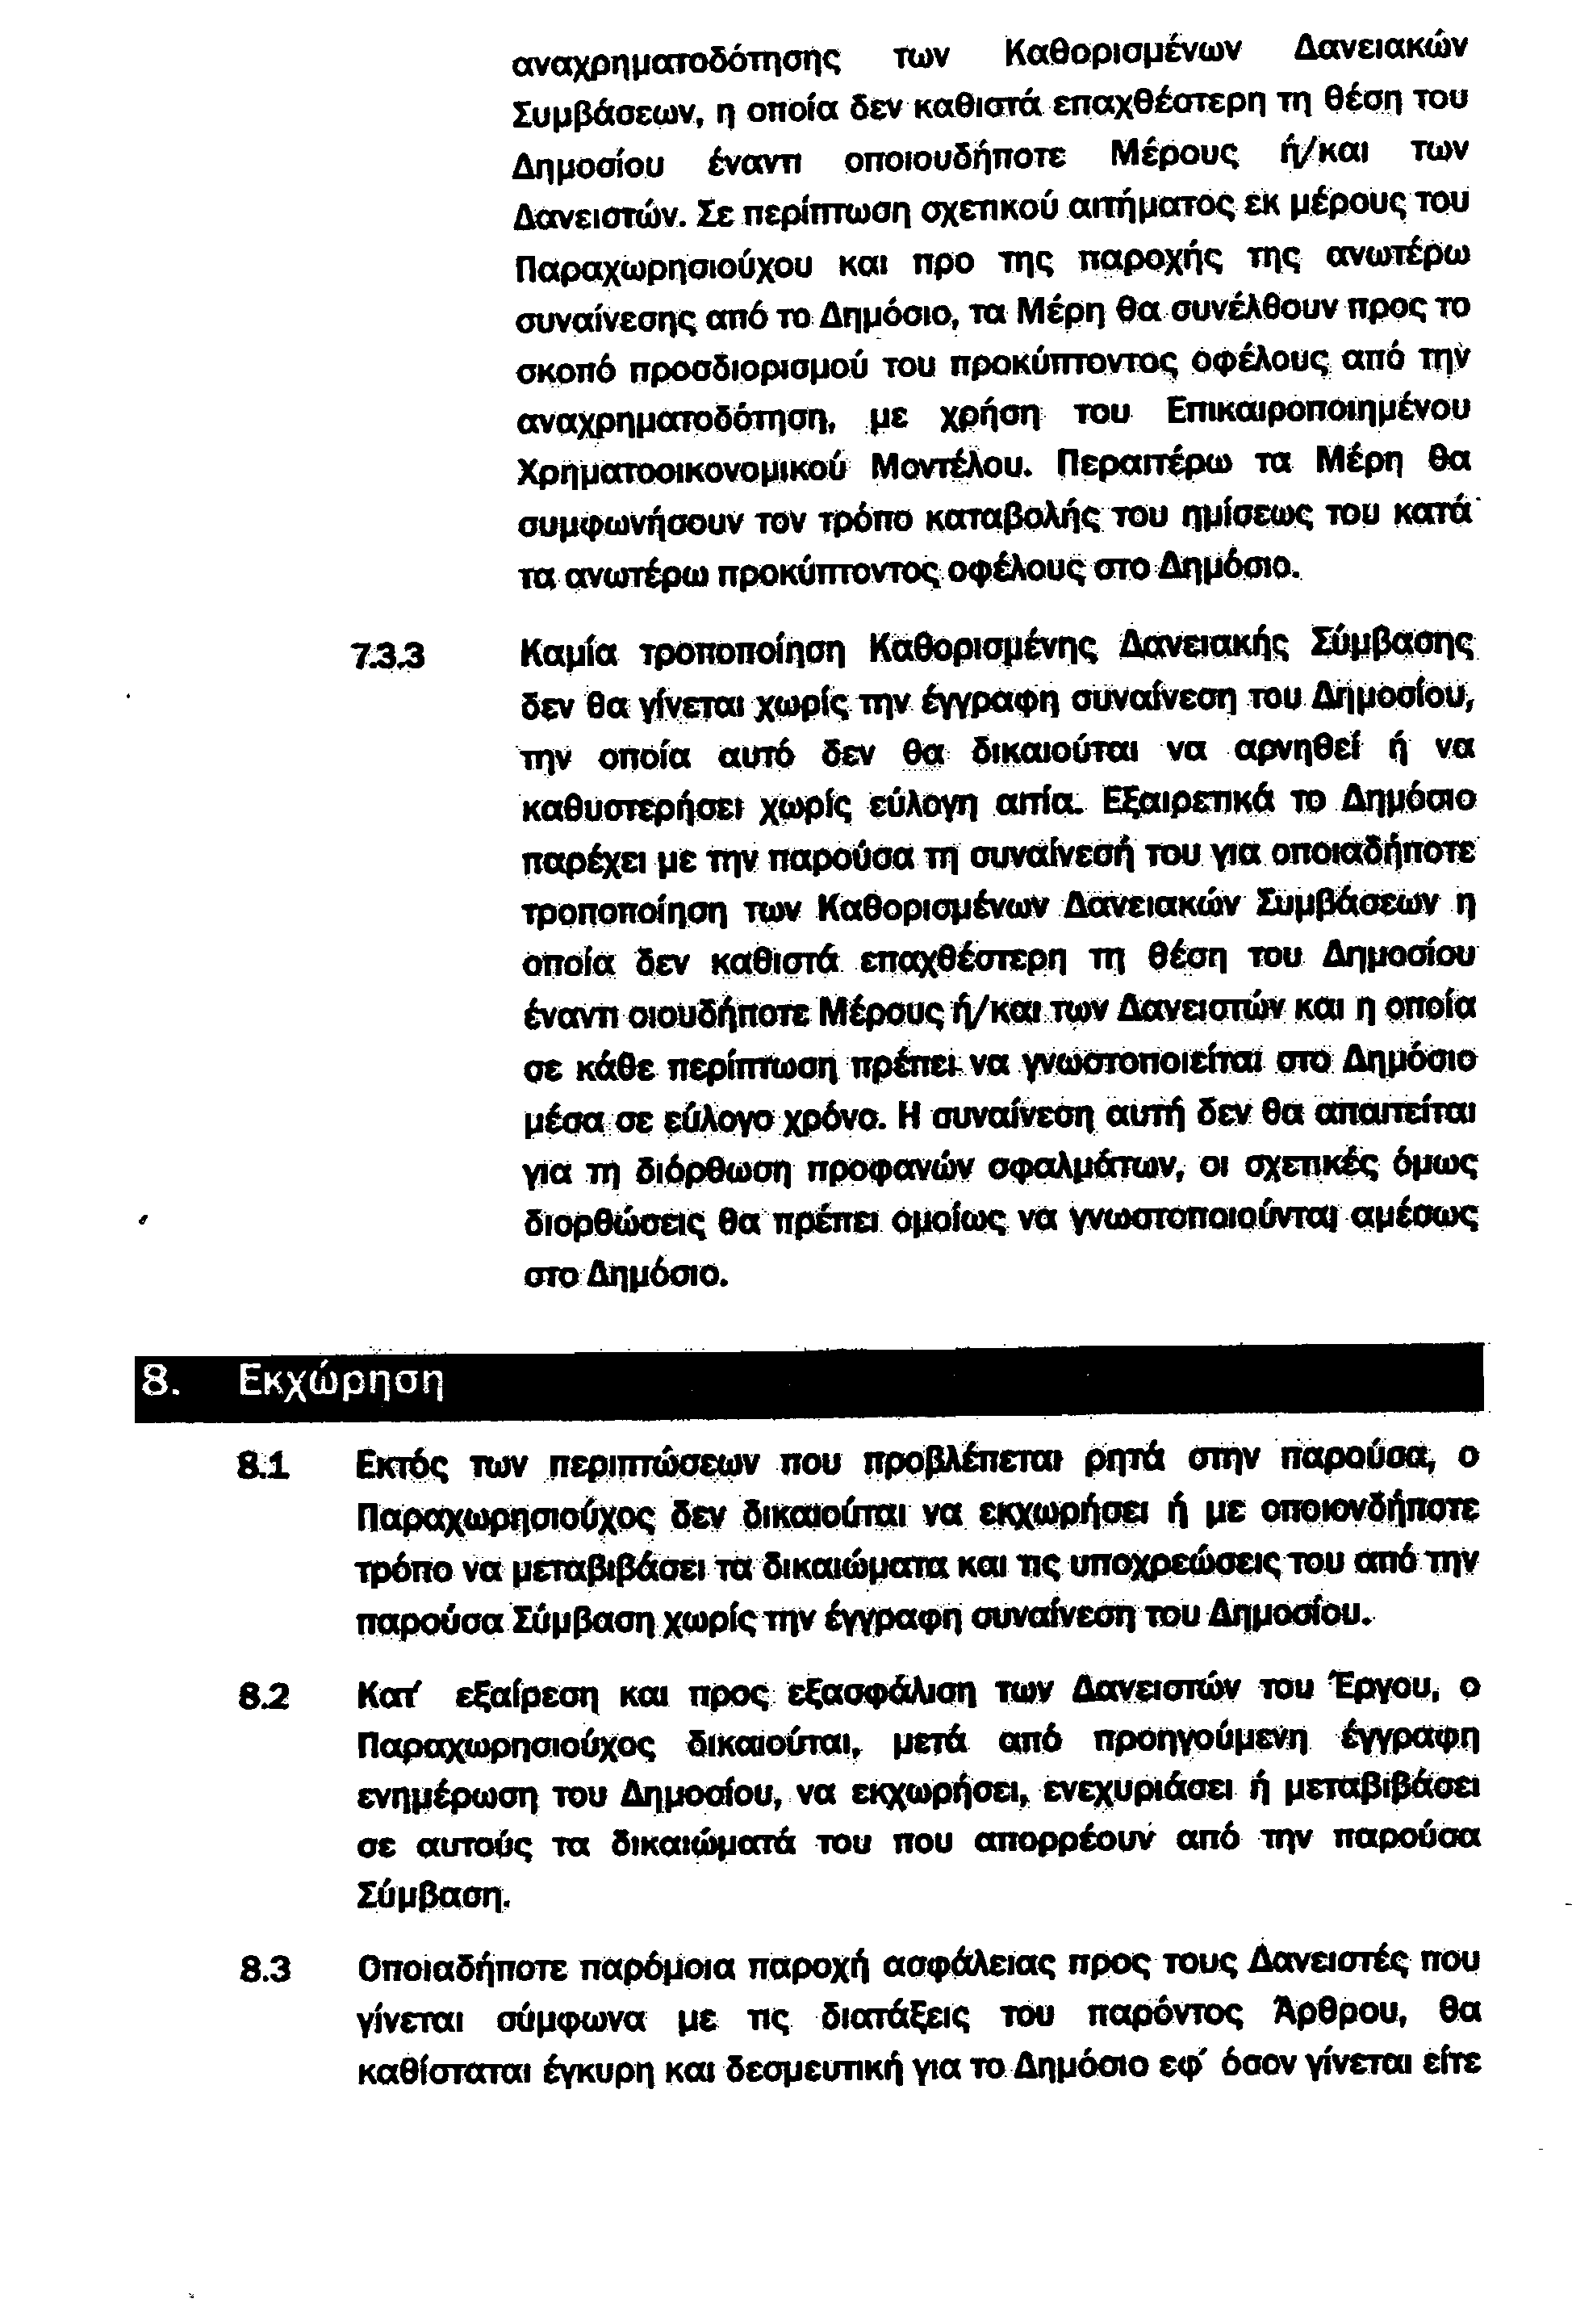 αναχρηματοδότησης των Καθορισμένων Δανειακών
Συμβάσεων, η οποία δεν καθιστά επαχθέστερη τη θέση του
Δημοσίου έναντι οποιουδήποτε Μέρους ή/και των
Δανειστών. Σε περίπτωση σχετικού αιτήματος εκ μέρους του
Παραχωρησιούχου και προ της παροχής της ανωτέρω
συναίνεσης από το Δημόσιο, τα Μέρη θα συνέλθουν προς το
σκοπό προσδιορισμού του προκύπτοντος οφέλους από την
αναχρηματοδότηση, με χρήση του Επικαιροποιημένου
Χρηματοοικονομικού Μοντέλου. Περαιτέρω τα Μέρη θα
συμφωνήσουν τον τρόπο καταβολής του ημίσεως του κατά
τα ανωτέρω προκύπτοντος οφέλους στο Δημόσιο.
7.3.3 Καμία τροποποίηση Καθορισμένης Δανειακής Σύμβασης
δεν θα γίνεται χωρίς την έγγραφη συναίνεση του Δημοσίου,
την οποία αυτό δεν θα δικαιούται να αρνηθεί ή να
καθυστερήσει χωρίς εύλογη αιτία. Εξαιρετικά το Δημόσιο
παρέχει με την παρούσα τη συναίνεσή του για οποιαδήποτε
τροποποίηση των Καθορισμένων Δανειακών Συμβάσεων η
οποία δεν καθιστά επαχθέστερη τη θέση του Δημοσίου
έναντι οιουδήποτε Μέρους ή/και των Δανειστών και η οποία
σε κάθε περίπτωση πρέπει να γνωστοποιείται στο Δημόσιο
μέσα σε εύλογο χρόνο. Η συναίνεση αυτή δεν θα απαιτείται
για τη διόρθωση προφανών σφαλμάτων, οι σχετικές όμως
διορθώσεις θα πρέπει ομοίως να γνωστοποιούνται αμέσως
στο Δημόσιο.
8. Εκχώρηση
8.1 Εκτός των περιπτώσεων που προβλέπεται ρητά στην παρούσα, ο
Παραχωρησιούχος δεν δικαιούται να εκχωρήσει ή με οποιονδήποτε
τρόπο να μεταβιβάσει τα δικαιώματα και τις υποχρεώσεις του από την
παρούσα Σύμβαση χωρίς την έγγραφη συναίνεση του Δημοσίου.
8.2 Κατ' εξαίρεση και προς εξασφάλιση των Δανειστών του Έργου, ο
Παραχωρησιούχος δικαιούται, μετά από προηγούμενη έγγραφη
ενημέρωση του Δημοσίου, να εκχωρήσει, ενεχυριάσει ή μεταβιβάσει
σε αυτούς τα δικαιώματά του που απορρέουν από την παρούσα
Σύμβαση.
8.3 Οποιαδήποτε παρόμοια παροχή ασφάλειας προς τους Δανειστές που
γίνεται σύμφωνα με τις διατάξεις του παρόντος Άρθρου, θα
καθίσταται έγκυρη και δεσμευτική για το Δημόσιο εφ' όσον γίνεται είτε